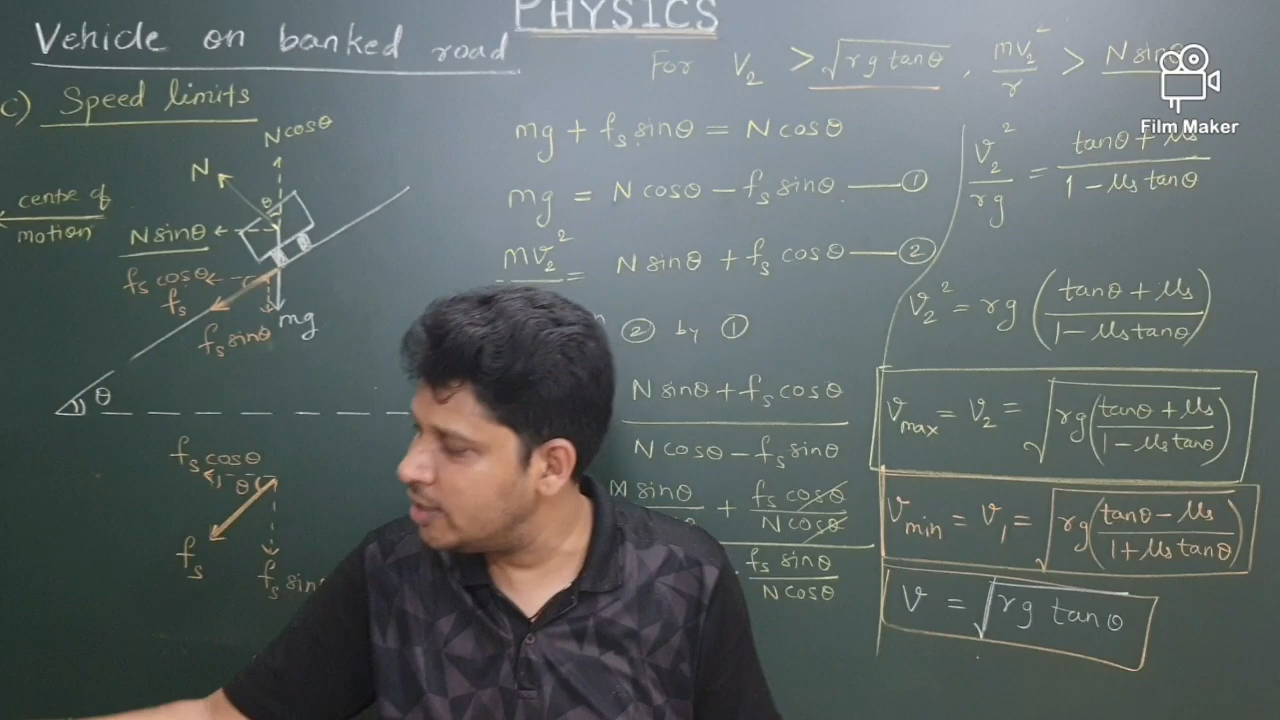 PHYSICS
Vehicle on banked road
c) Speed limits
N cosθ
N
θ
centre of
motion
N sinθ
fs cosθ
fs
fs sinθ
mg
θ
fs cosθ
θ
fs
For V₂ > √(rg tanθ) , mv₂²/r > N sinθ
mg + fs sinθ = N cosθ
mg = N cosθ − fs sinθ — ①
mv₂² = N sinθ + fs cosθ — ②
② by ①
N sinθ + fs cosθ
N cosθ − fs sinθ
N sinθ + fs cosθ / N cosθ
fs sinθ / N cosθ
v₂²/rg = tanθ + μs / 1 − μs tanθ
v₂² = rg (tanθ + μs / 1 − μs tanθ)
vmax = v₂ = √(rg (tanθ + μs / 1 − μs tanθ))
vmin = v₁ = √(rg (tanθ − μs / 1 + μs tanθ))
v = √(rg tanθ)
Film Maker